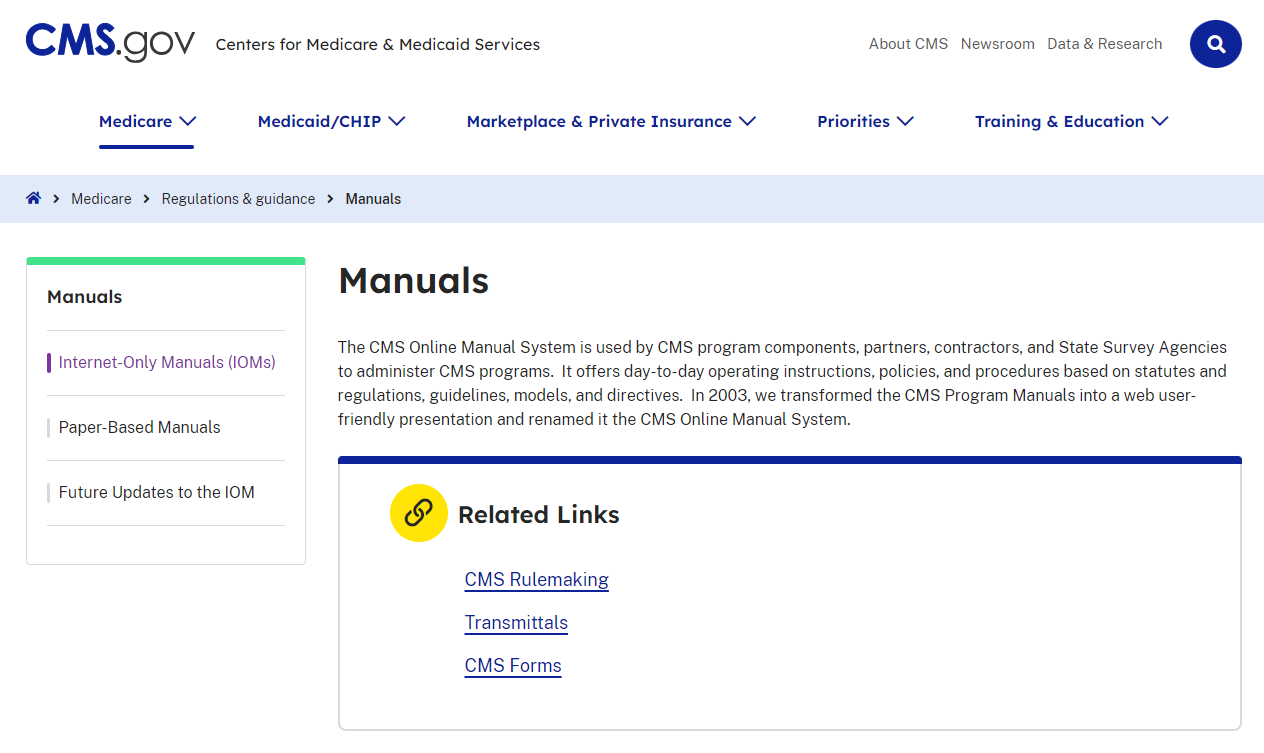 CMS.gov Centers for Medicare & Medicaid Services
About CMS Newsroom Data & Research
Medicare Medicaid/CHIP Marketplace & Private Insurance Priorities Training & Education
Medicare Regulations & guidance Manuals
Manuals
Internet-Only Manuals (IOMs)
Paper-Based Manuals
Future Updates to the IOM
Manuals
The CMS Online Manual System is used by CMS program components, partners, contractors, and State Survey Agencies
to administer CMS programs.  It offers day-to-day operating instructions, policies, and procedures based on statutes and
regulations, guidelines, models, and directives.  In 2003, we transformed the CMS Program Manuals into a web user-
friendly presentation and renamed it the CMS Online Manual System.
Related Links
CMS Rulemaking
Transmittals
CMS Forms